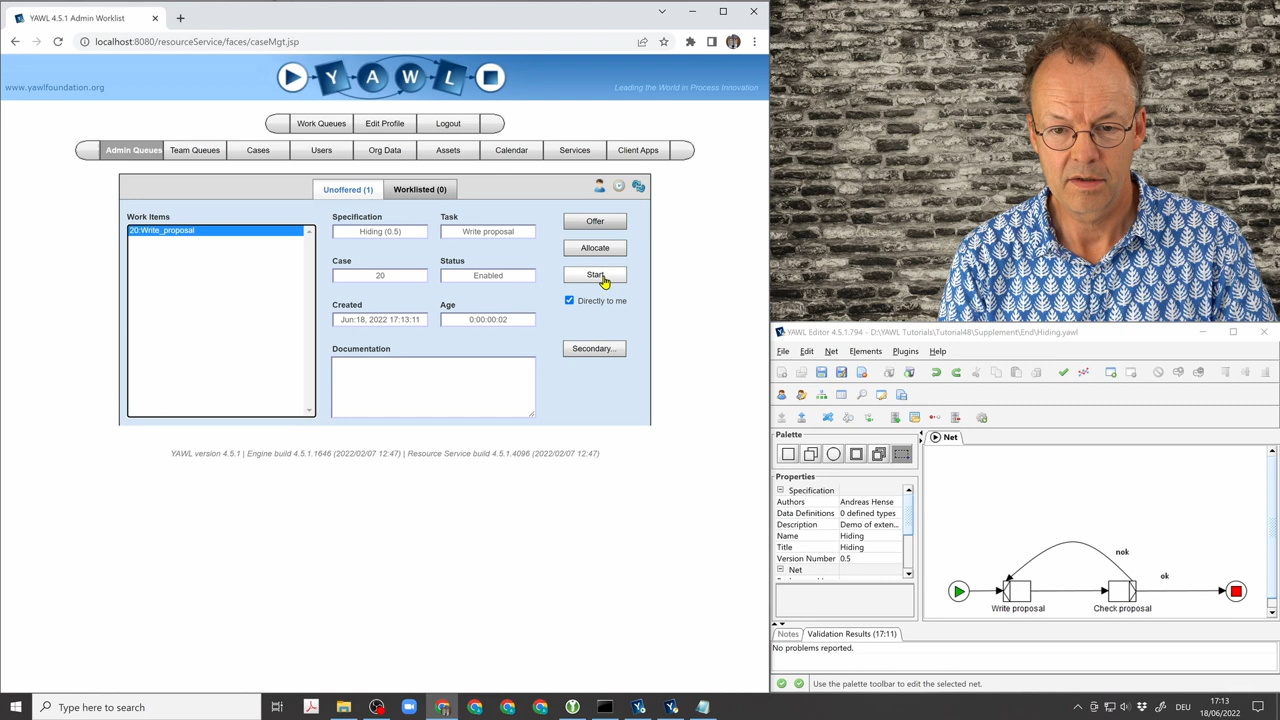 YAWL 4.5.1 Admin Worklist
localhost:8080/resourceService/faces/caseMgt.jsp
www.yawlfoundation.org
YAWL
Leading the World in Process Innovation
Work Queues
Edit Profile
Logout
Admin Queues
Team Queues
Cases
Users
Org Data
Assets
Calendar
Services
Client Apps
Unoffered (1)
Worklisted (0)
Work Items
20:Write_proposal
Specification
Hiding (0.5)
Task
Write proposal
Case
20
Status
Enabled
Created
Jun:18, 2022 17:13:11
Age
0:00:00:02
Documentation
Offer
Allocate
Start
Directly to me
Secondary...
YAWL version 4.5.1 | Engine build 4.5.1.1646 (2022/02/07 12:47) | Resource Service build 4.5.1.4096 (2022/02/07 12:47)
YAWL Editor 4.5.1.794 - D:\YAWL Tutorials\Tutorial48\Supplement\End\Hiding.yawl
File Edit Net Elements Plugins Help
Palette
Net
Properties
Specification
Authors Andreas Hense
Data Definitions 0 defined types
Description Demo of exten...
Name Hiding
Title Hiding
Version Number 0.5
Net
nok
ok
Write proposal
Check proposal
Notes
Validation Results (17:11)
No problems reported.
Use the palette toolbar to edit the selected net.
Type here to search
DEU
17:13
18/06/2022